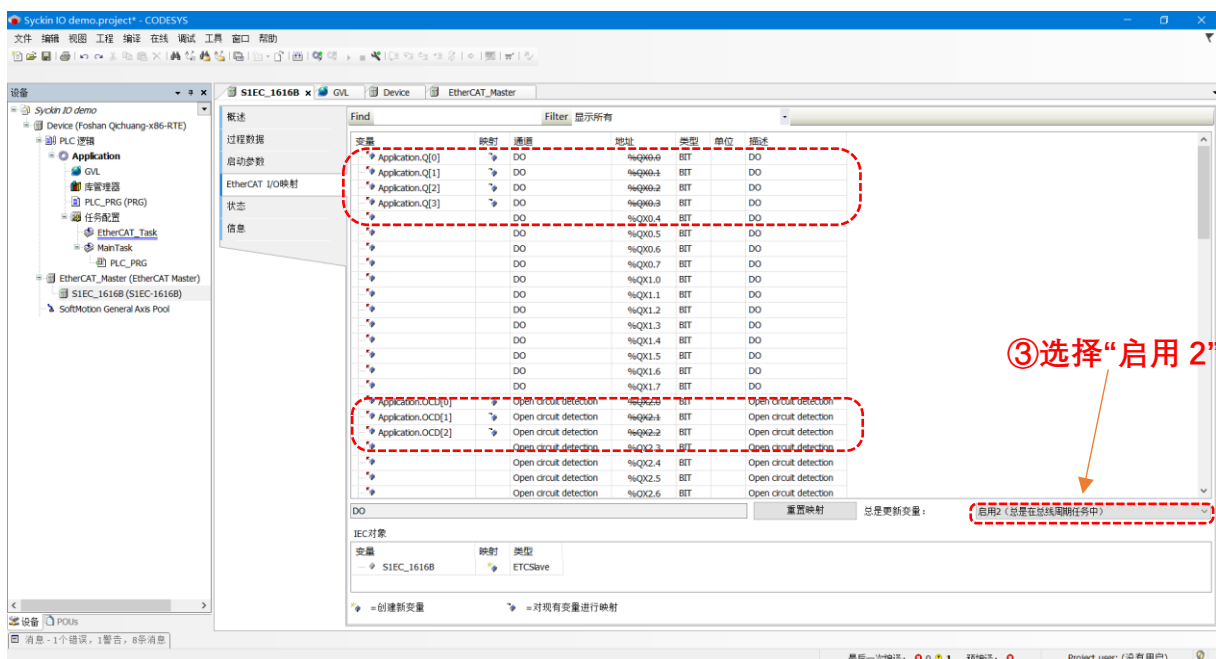 Syckin IO demo.project* - CODESYS
文件 编辑 视图 工程 编译 在线 调试 工具 窗口 帮助
设备
S1EC_1616B GVL Device EtherCAT_Master
Syckin IO demo
Device (Foshan Qichuang-x86-RTE)
PLC 逻辑
Application
GVL
库管理器
PLC_PRG (PRG)
任务配置
EtherCAT_Task
MainTask
PLC_PRG
EtherCAT_Master (EtherCAT Master)
S1EC_1616B (S1EC-1616B)
SoftMotion General Axis Pool
概述
过程数据
启动参数
EtherCAT I/O映射
状态
信息
Find Filter 显示所有
变量 映射 通道 地址 类型 单位 描述
Application.Q[0] DO %QX0.0 BIT DO
Application.Q[1] DO %QX0.1 BIT DO
Application.Q[2] DO %QX0.2 BIT DO
Application.Q[3] DO %QX0.3 BIT DO
DO %QX0.4 BIT DO
DO %QX0.5 BIT DO
DO %QX0.6 BIT DO
DO %QX0.7 BIT DO
DO %QX1.0 BIT DO
DO %QX1.1 BIT DO
DO %QX1.2 BIT DO
DO %QX1.3 BIT DO
DO %QX1.4 BIT DO
DO %QX1.5 BIT DO
DO %QX1.6 BIT DO
DO %QX1.7 BIT DO
Application.OCD[0] Open circuit detection %QX2.0 BIT Open circuit detection
Application.OCD[1] Open circuit detection %QX2.1 BIT Open circuit detection
Application.OCD[2] Open circuit detection %QX2.2 BIT Open circuit detection
Open circuit detection %QX2.3 BIT Open circuit detection
Open circuit detection %QX2.4 BIT Open circuit detection
Open circuit detection %QX2.5 BIT Open circuit detection
Open circuit detection %QX2.6 BIT Open circuit detection
③选择“启用 2”
DO 重置映射 总是更新变量： 启用2（总是在总线周期任务中）
IEC对象
变量 映射 类型
S1EC_1616B ETCSlave
=创建新变量 =对现有变量进行映射
设备 POUs
消息 - 1个错误，1警告，8条消息
最后一次编译： 0 1 预编译： Project user: (没有用户)